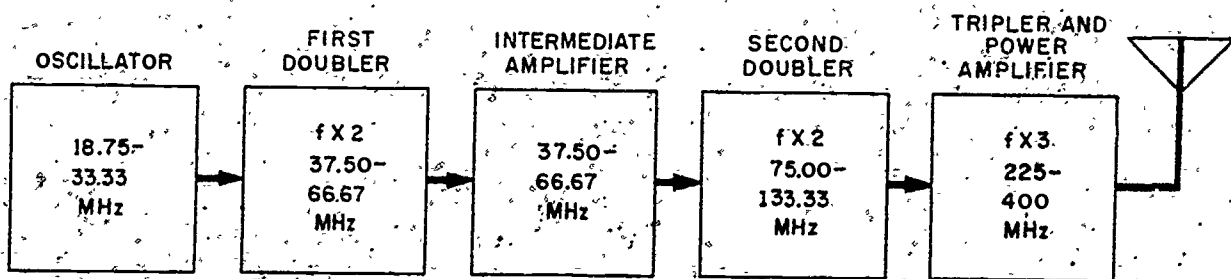 OSCILLATOR
18.75-
33.33
MHz
FIRST
DOUBLER
f X 2
37.50-
66.67
MHz
INTERMEDIATE
AMPLIFIER
37.50-
66.67
MHz
SECOND
DOUBLER
f X 2
75.00-
133.33
MHz
TRIPLER AND
POWER
AMPLIFIER
f X 3
225-
400
MHz